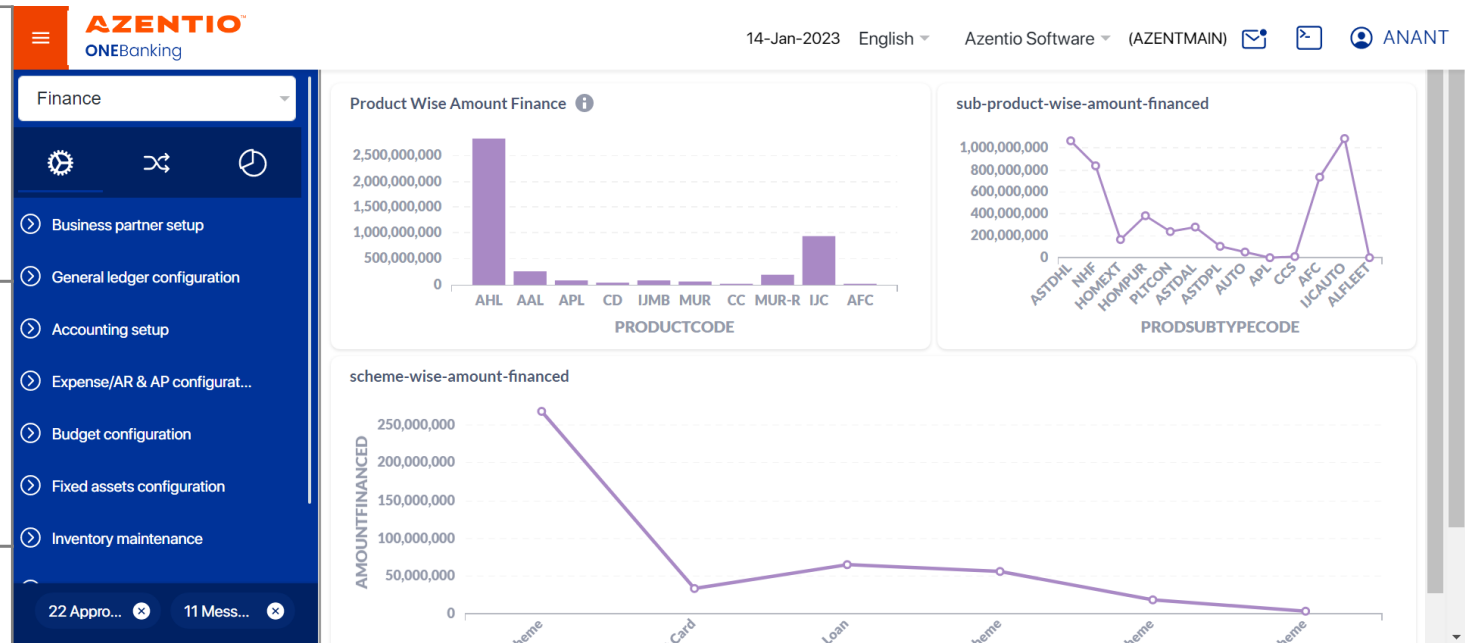 AZENTIO™
ONEBanking
14-Jan-2023 English Azentio Software (AZENTMAIN) ANANT
Finance
Business partner setup
General ledger configuration
Accounting setup
Expense/AR & AP configurat...
Budget configuration
Fixed assets configuration
Inventory maintenance
22 Appro... 11 Mess...
Product Wise Amount Finance
2,500,000,000
2,000,000,000
1,500,000,000
1,000,000,000
500,000,000
0
AHL AAL APL CD IJMB MUR CC MUR-R IJC AFC
PRODUCTCODE
sub-product-wise-amount-financed
1,000,000,000
800,000,000
600,000,000
400,000,000
200,000,000
0
ASTDHL NHF HOMEXT HOMPUR PLTCON ASTDAL ASTDPL AUTO APL CCS AFC IJCAUTO ALFLEET
PRODSUBTYPECODE
scheme-wise-amount-financed
AMOUNTFINANCED
250,000,000
200,000,000
150,000,000
100,000,000
50,000,000
0
Card Loan